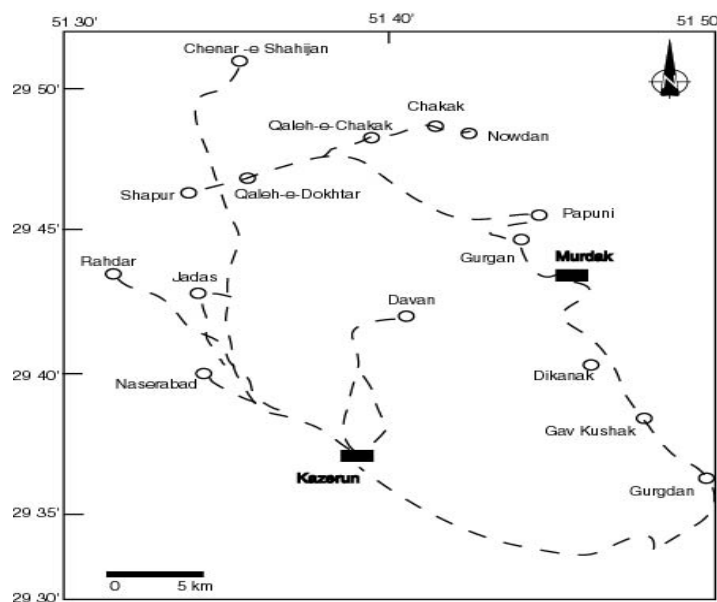 51 30'
51 40'
51 50'
Chenar -e Shahijan
29 50'
Chakak
Qaleh-e-Chakak
Nowdan
Shapur
Qaleh-e-Dokhtar
Papuni
29 45'
Gurgan
Murdak
Rahdar
Jadas
Davan
29 40'
Naserabad
Dikanak
Gav Kushak
Kazerun
Gurgdan
29 35'
0
5 km
29 30'